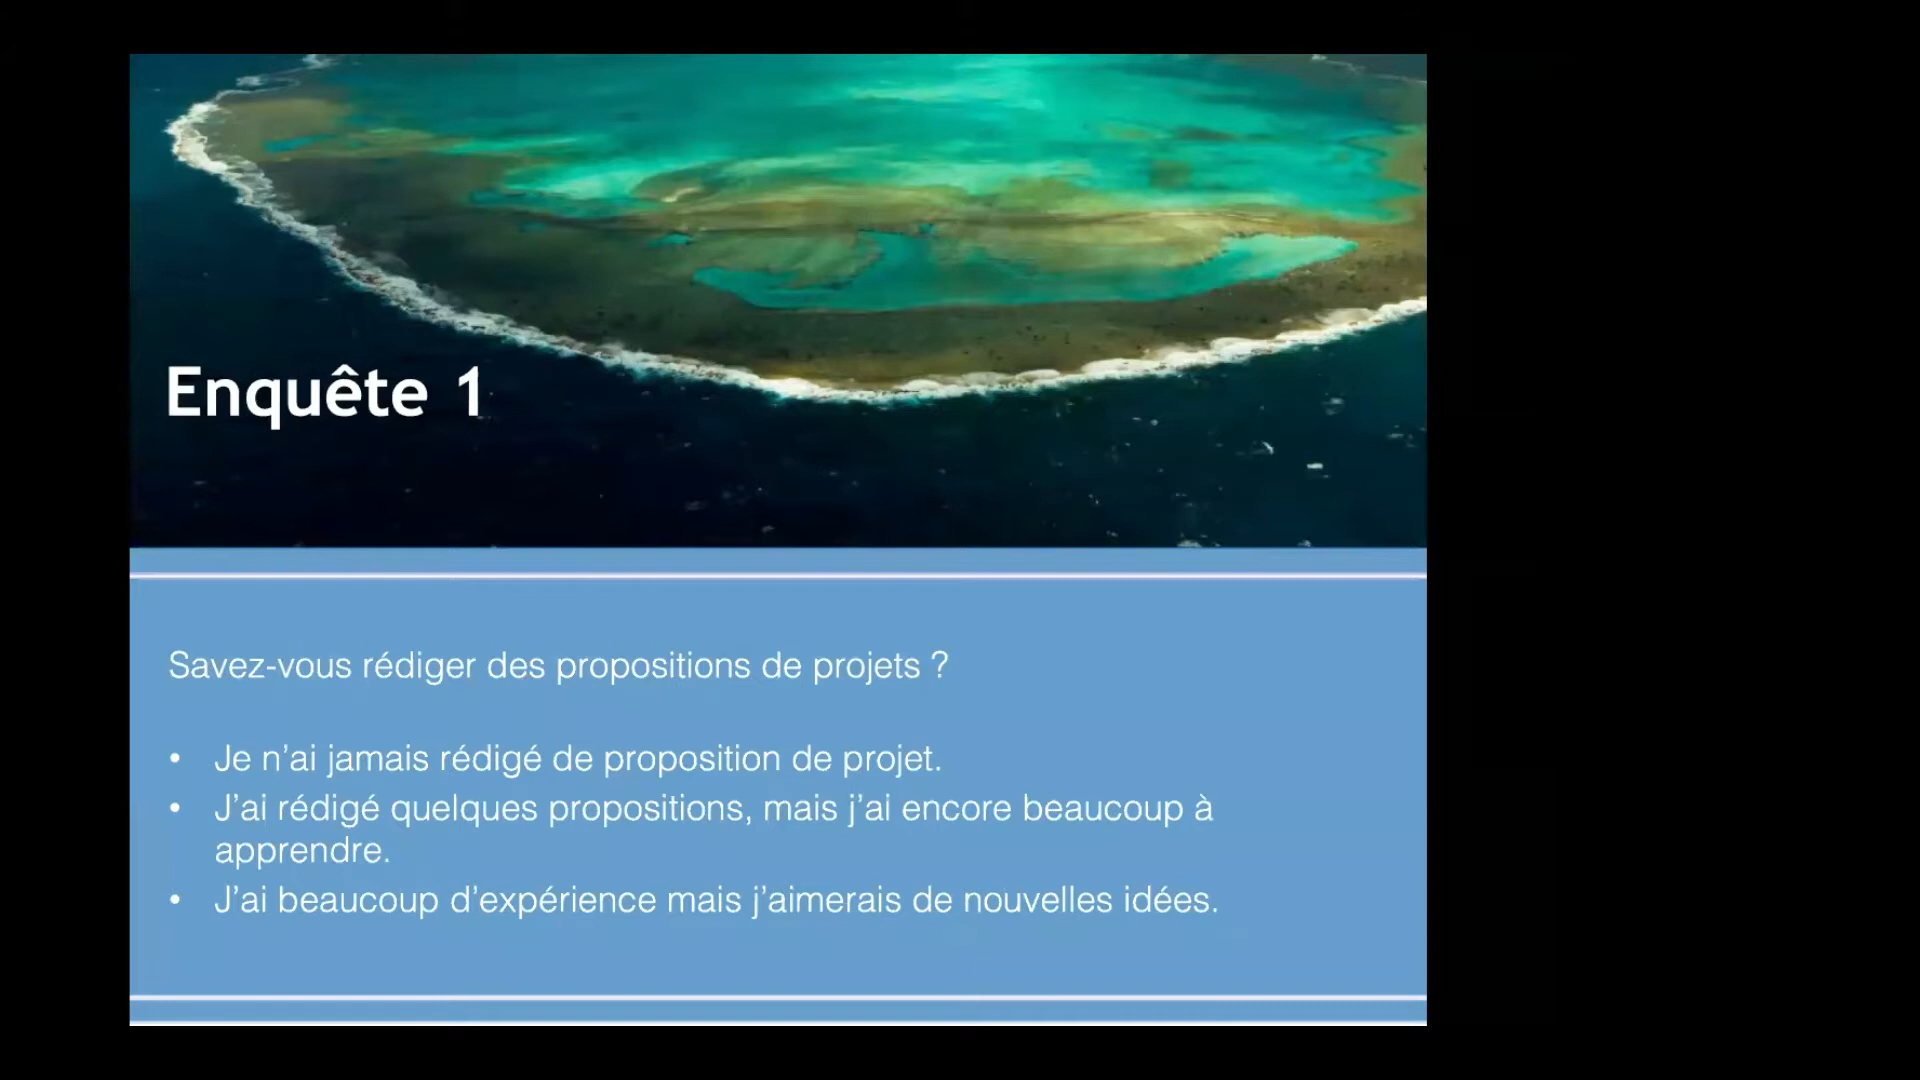 Enquête 1
Savez-vous rédiger des propositions de projets ?
• Je n’ai jamais rédigé de proposition de projet.
• J’ai rédigé quelques propositions, mais j’ai encore beaucoup à
apprendre.
• J’ai beaucoup d’expérience mais j’aimerais de nouvelles idées.